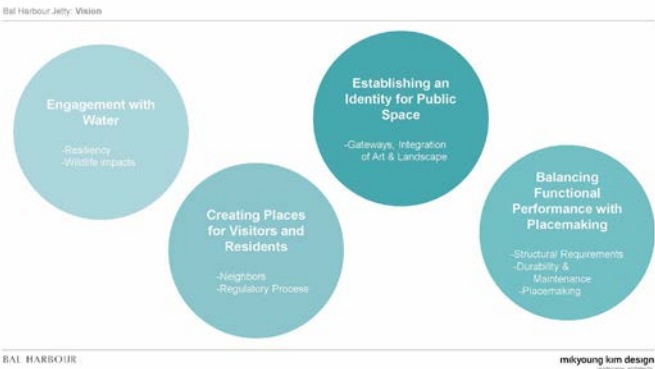 Bal Harbour Jetty: Vision
Engagement with
Water
-Resiliency
-Wildlife Impacts
Creating Places
for Visitors and
Residents
-Neighbors
-Regulatory Process
Establishing an
Identity for Public
Space
-Gateways, Integration
of Art & Landscape
Balancing
Functional
Performance with
Placemaking
-Structural Requirements
-Durability &
Maintenance
-Placemaking
BAL HARBOUR
mikyoung kim design